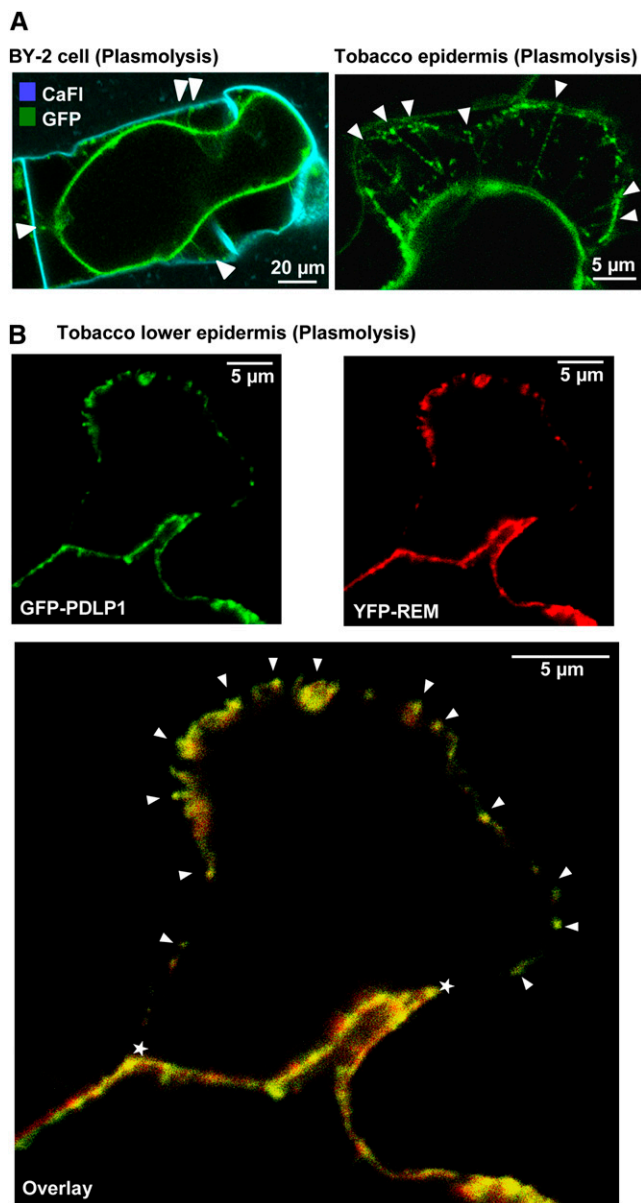 A
BY-2 cell (Plasmolysis)
Tobacco epidermis (Plasmolysis)
CaFl
GFP
20 µm
5 µm
B Tobacco lower epidermis (Plasmolysis)
5 µm
5 µm
GFP-PDLP1
YFP-REM
5 µm
Overlay